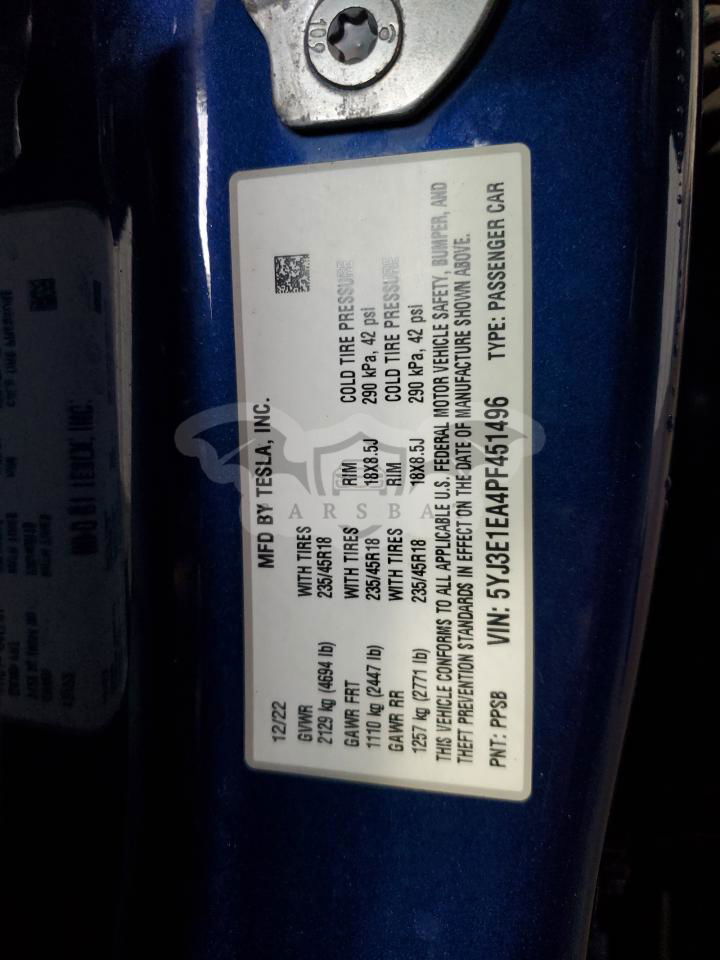 10.9
MFD BY TESLA, INC.
12/22
GVWR WITH TIRES
2129 kg (4694 lb) 235/45R18
GAWR FRT WITH TIRES RIM COLD TIRE PRESSURE
1110 kg (2447 lb) 235/45R18 18X8.5J 290 kPa, 42 psi
GAWR RR WITH TIRES RIM COLD TIRE PRESSURE
1257 kg (2771 lb) 235/45R18 18X8.5J 290 kPa, 42 psi
THIS VEHICLE CONFORMS TO ALL APPLICABLE U.S. FEDERAL MOTOR VEHICLE SAFETY, BUMPER, AND
THEFT PREVENTION STANDARDS IN EFFECT ON THE DATE OF MANUFACTURE SHOWN ABOVE.
PNT: PPSB VIN: 5YJ3E1EA4PF451496 TYPE: PASSENGER CAR